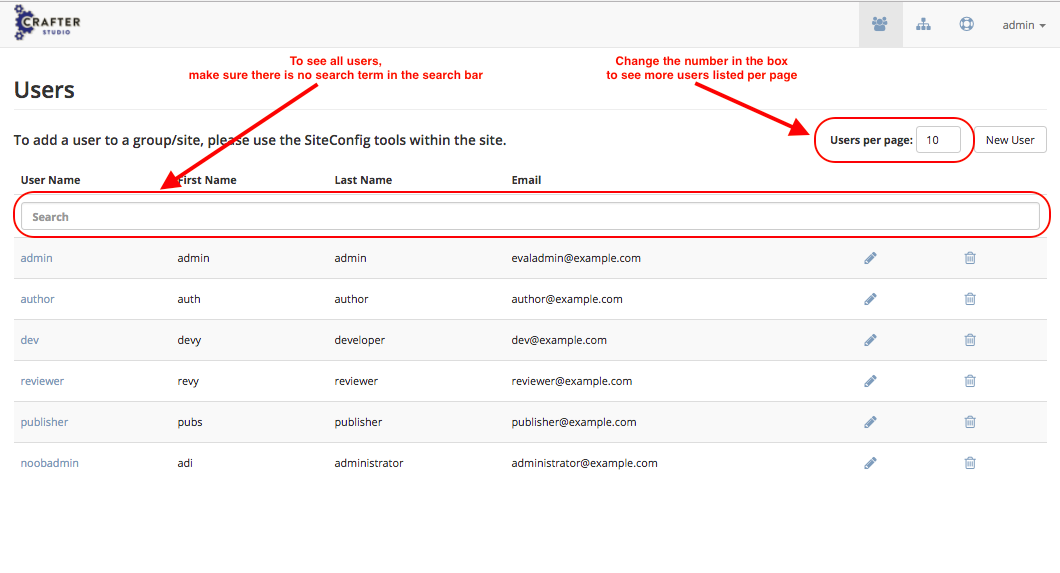 CRAFTER
STUDIO
admin
To see all users,
make sure there is no search term in the search bar
Change the number in the box
to see more users listed per page
Users
To add a user to a group/site, please use the SiteConfig tools within the site.
Users per page: 10 New User
User Name First Name Last Name Email
Search
admin admin admin evaladmin@example.com
author auth author author@example.com
dev devy developer dev@example.com
reviewer revy reviewer reviewer@example.com
publisher pubs publisher publisher@example.com
noobadmin adi administrator administrator@example.com